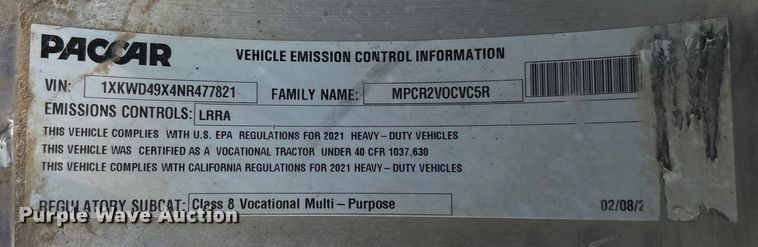 PACCAR VEHICLE EMISSION CONTROL INFORMATION
VIN: 1XKWD49X4NR477821 FAMILY NAME: MPCR2VOCVC5R
EMISSIONS CONTROLS: LRRA
THIS VEHICLE COMPLIES WITH U.S. EPA REGULATIONS FOR 2021 HEAVY-DUTY VEHICLES
THIS VEHICLE WAS CERTIFIED AS A VOCATIONAL TRACTOR UNDER 40 CFR 1037.630
THIS VEHICLE COMPLIES WITH CALIFORNIA REGULATIONS FOR 2021 HEAVY-DUTY VEHICLES
REGULATORY SUBCAT: Class 8 Vocational Multi-Purpose 02/08/2
Purple Wave Auction